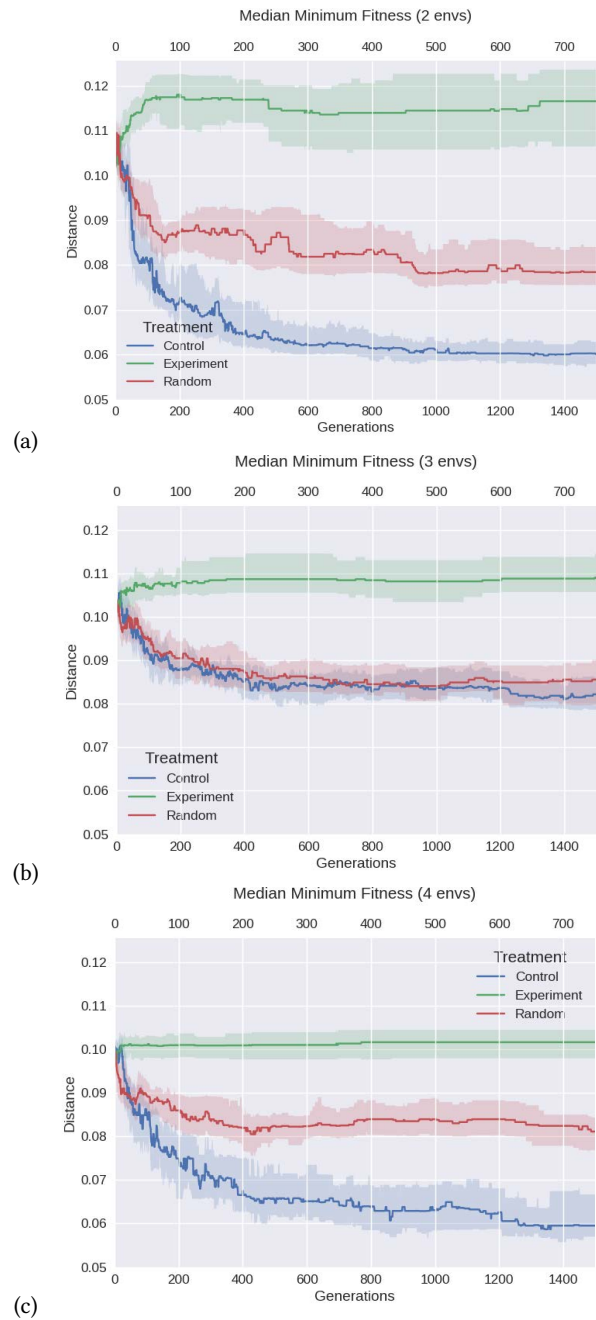 Median Minimum Fitness (2 envs)
0 100 200 300 400 500 600 700
0.12
0.11
0.10
0.09
0.08
0.07
0.06
0.05
Distance
Treatment
Control
Experiment
Random
0 200 400 600 800 1000 1200 1400
Generations
(a)
Median Minimum Fitness (3 envs)
0 100 200 300 400 500 600 700
0.12
0.11
0.10
0.09
0.08
0.07
0.06
0.05
Distance
Treatment
Control
Experiment
Random
0 200 400 600 800 1000 1200 1400
Generations
(b)
Median Minimum Fitness (4 envs)
0 100 200 300 400 500 600 700
0.12
0.11
0.10
0.09
0.08
0.07
0.06
0.05
Distance
Treatment
Control
Experiment
Random
0 200 400 600 800 1000 1200 1400
Generations
(c)